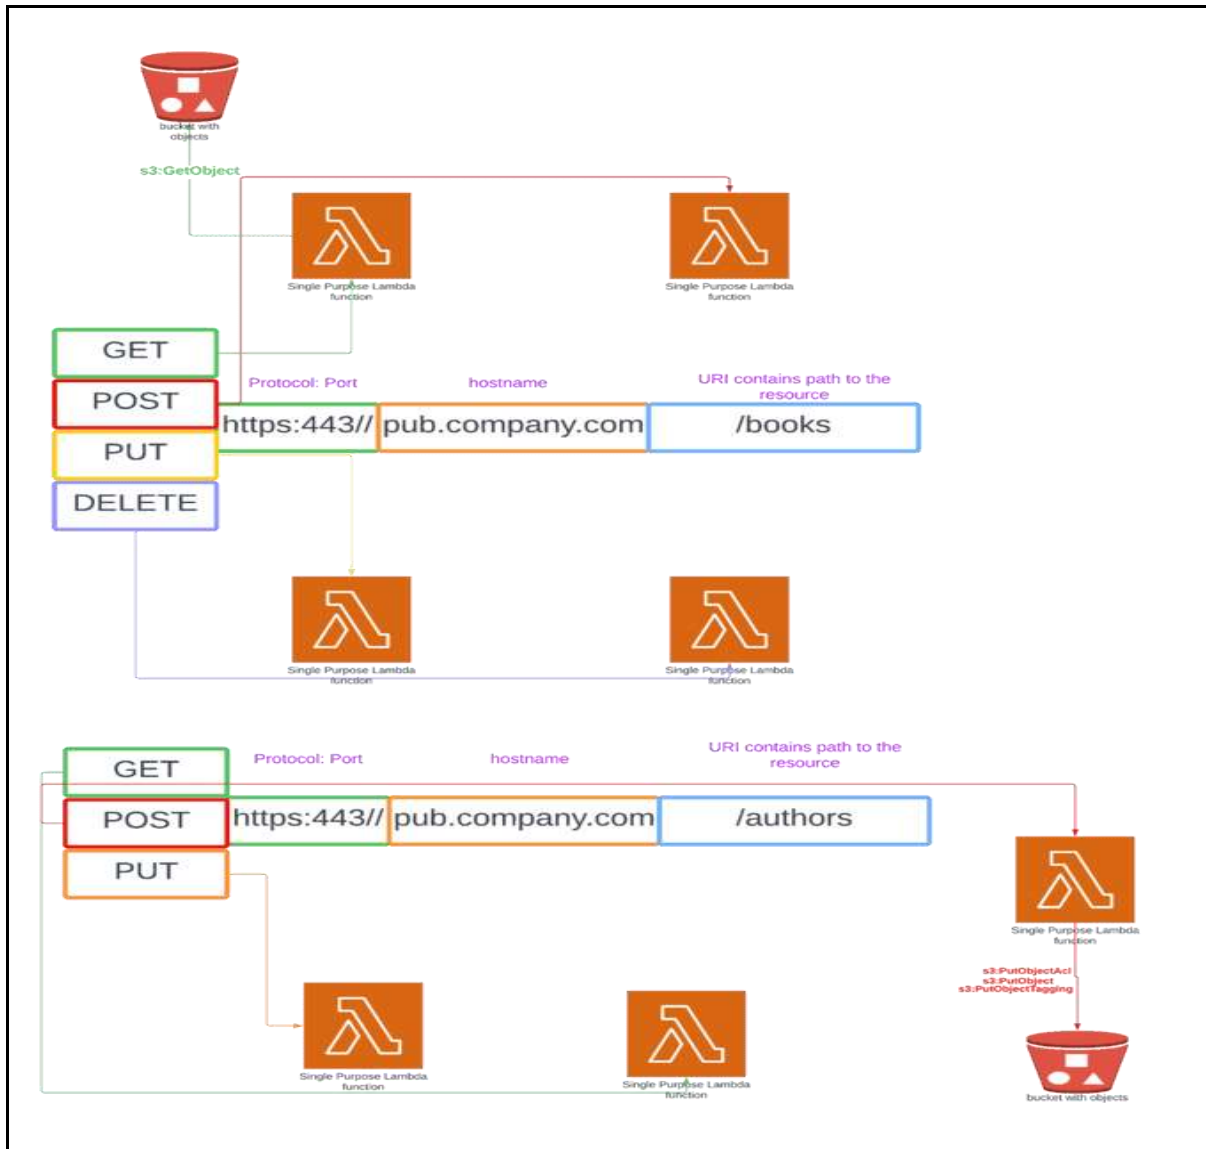 bucket with
objects
s3:GetObject
Single Purpose Lambda
function
Single Purpose Lambda
function
GET
POST
PUT
DELETE
Protocol: Port
hostname
URI contains path to the
resource
https:443//
pub.company.com
/books
Single Purpose Lambda
function
Single Purpose Lambda
function
GET
POST
PUT
Protocol: Port
hostname
URI contains path to the
resource
https:443//
pub.company.com
/authors
Single Purpose Lambda
function
s3:PutObjectAcl
s3:PutObject
s3:PutObjectTagging
Single Purpose Lambda
function
Single Purpose Lambda
function
bucket with objects